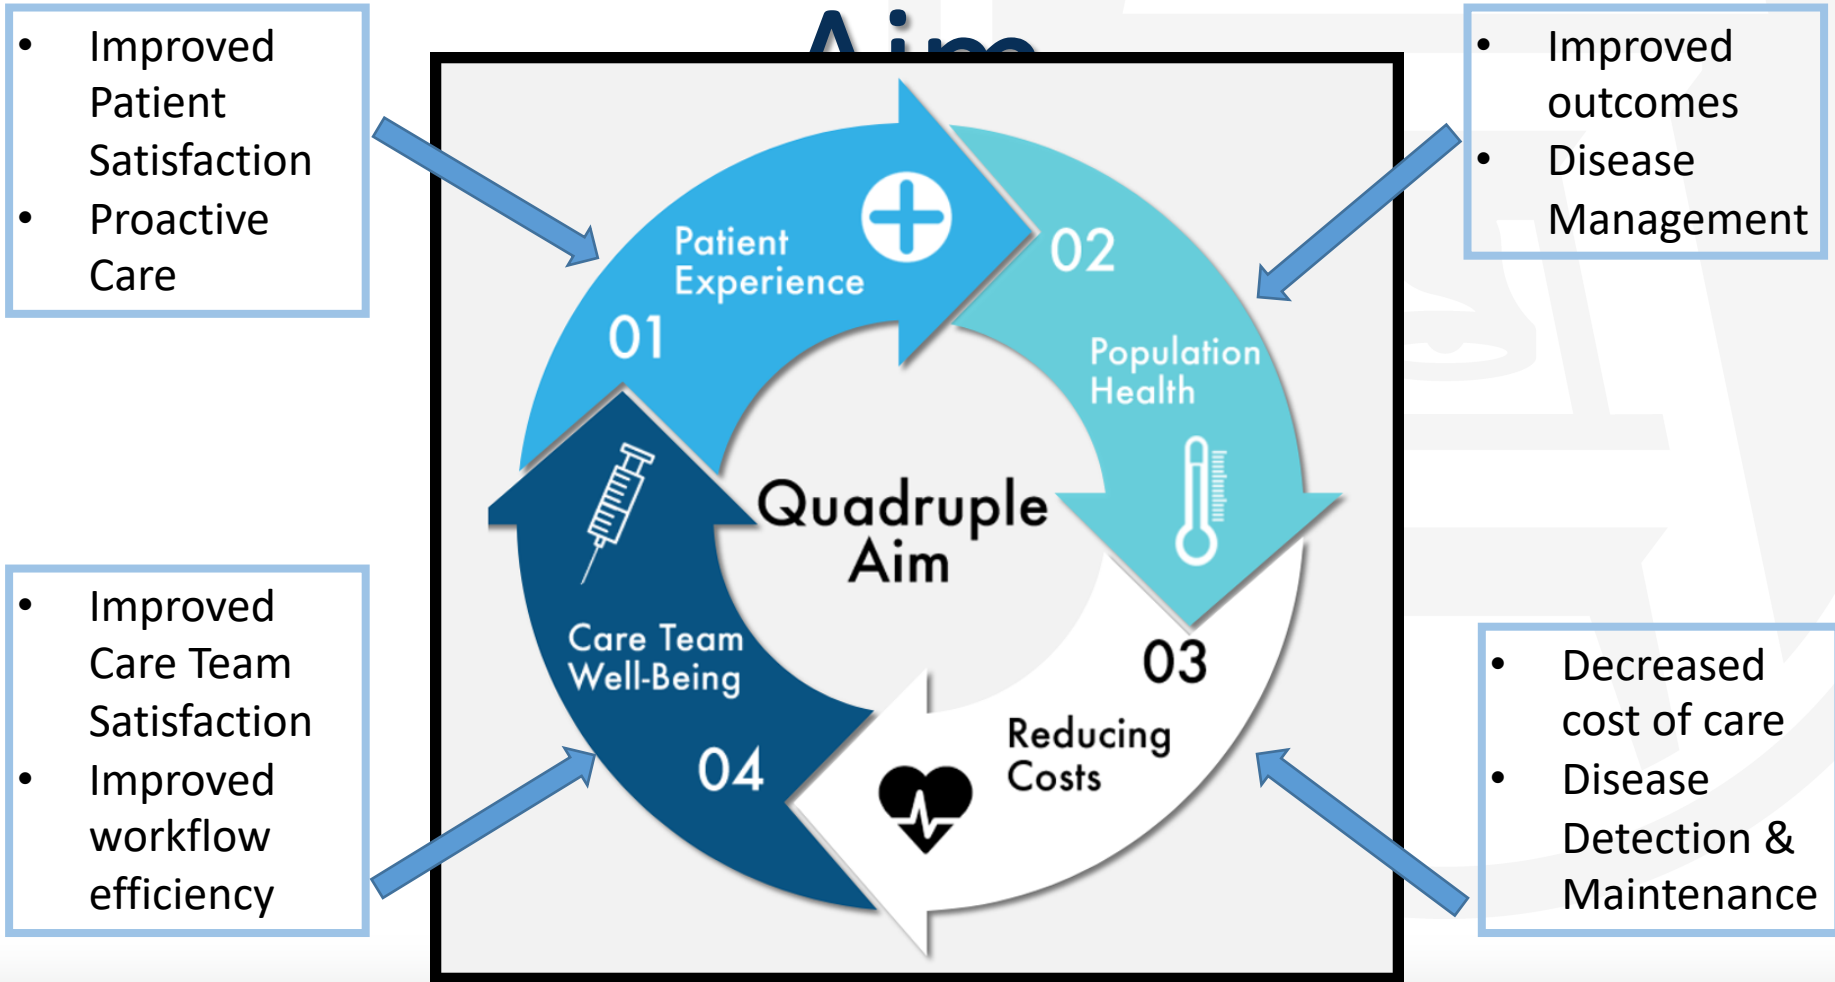 Aim
• Improved
Patient
Satisfaction
• Proactive
Care
• Improved
outcomes
• Disease
Management
Patient
Experience
01
02
Population
Health
Quadruple
Aim
03
Reducing
Costs
Care Team
Well-Being
04
• Improved
Care Team
Satisfaction
• Improved
workflow
efficiency
• Decreased
cost of care
• Disease
Detection &
Maintenance